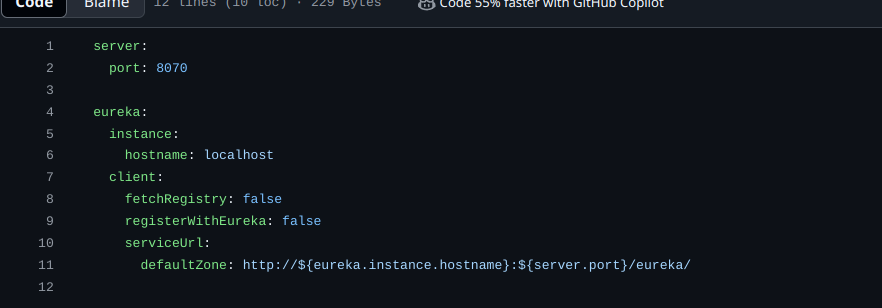 Code Blame 12 lines (10 loc) · 229 Bytes Code 55% faster with GitHub Copilot
1 server:
2   port: 8070
3
4 eureka:
5   instance:
6     hostname: localhost
7   client:
8     fetchRegistry: false
9     registerWithEureka: false
10     serviceUrl:
11       defaultZone: http://${eureka.instance.hostname}:${server.port}/eureka/
12